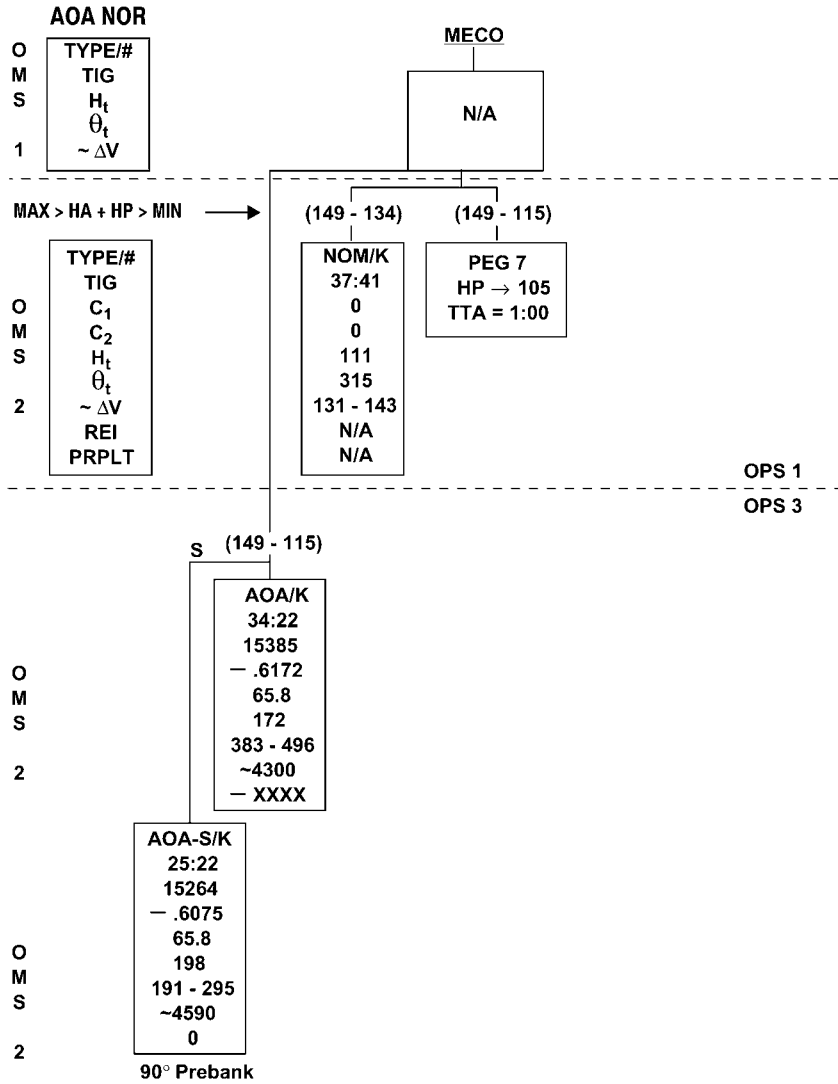 AOA NOR
O
M
S
1
TYPE/#
TIG
Ht
θt
~ ΔV
MECO
N/A
MAX > HA + HP > MIN
(149 - 134)
(149 - 115)
O
M
S
2
TYPE/#
TIG
C1
C2
Ht
θt
~ ΔV
REI
PRPLT
NOM/K
37:41
0
0
111
315
131 - 143
N/A
N/A
PEG 7
HP → 105
TTA = 1:00
OPS 1
OPS 3
S
(149 - 115)
O
M
S
2
AOA/K
34:22
15385
− .6172
65.8
172
383 - 496
~4300
− XXXX
O
M
S
2
AOA-S/K
25:22
15264
− .6075
65.8
198
191 - 295
~4590
0
90° Prebank